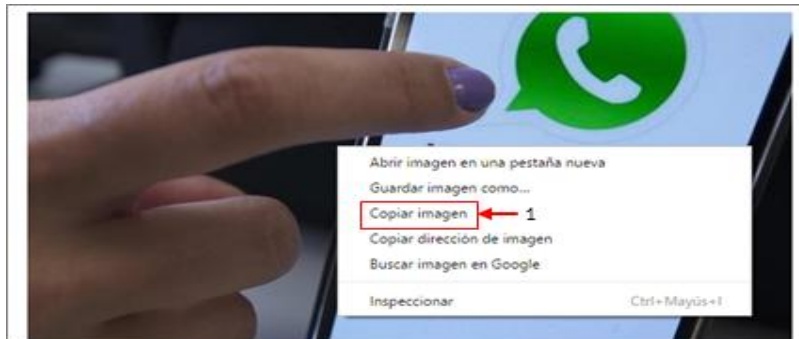 Abrir imagen en una pestaña nueva
Guardar imagen como...
Copiar imagen 1
Copiar dirección de imagen
Buscar imagen en Google
Inspeccionar Ctrl+Mayús+I